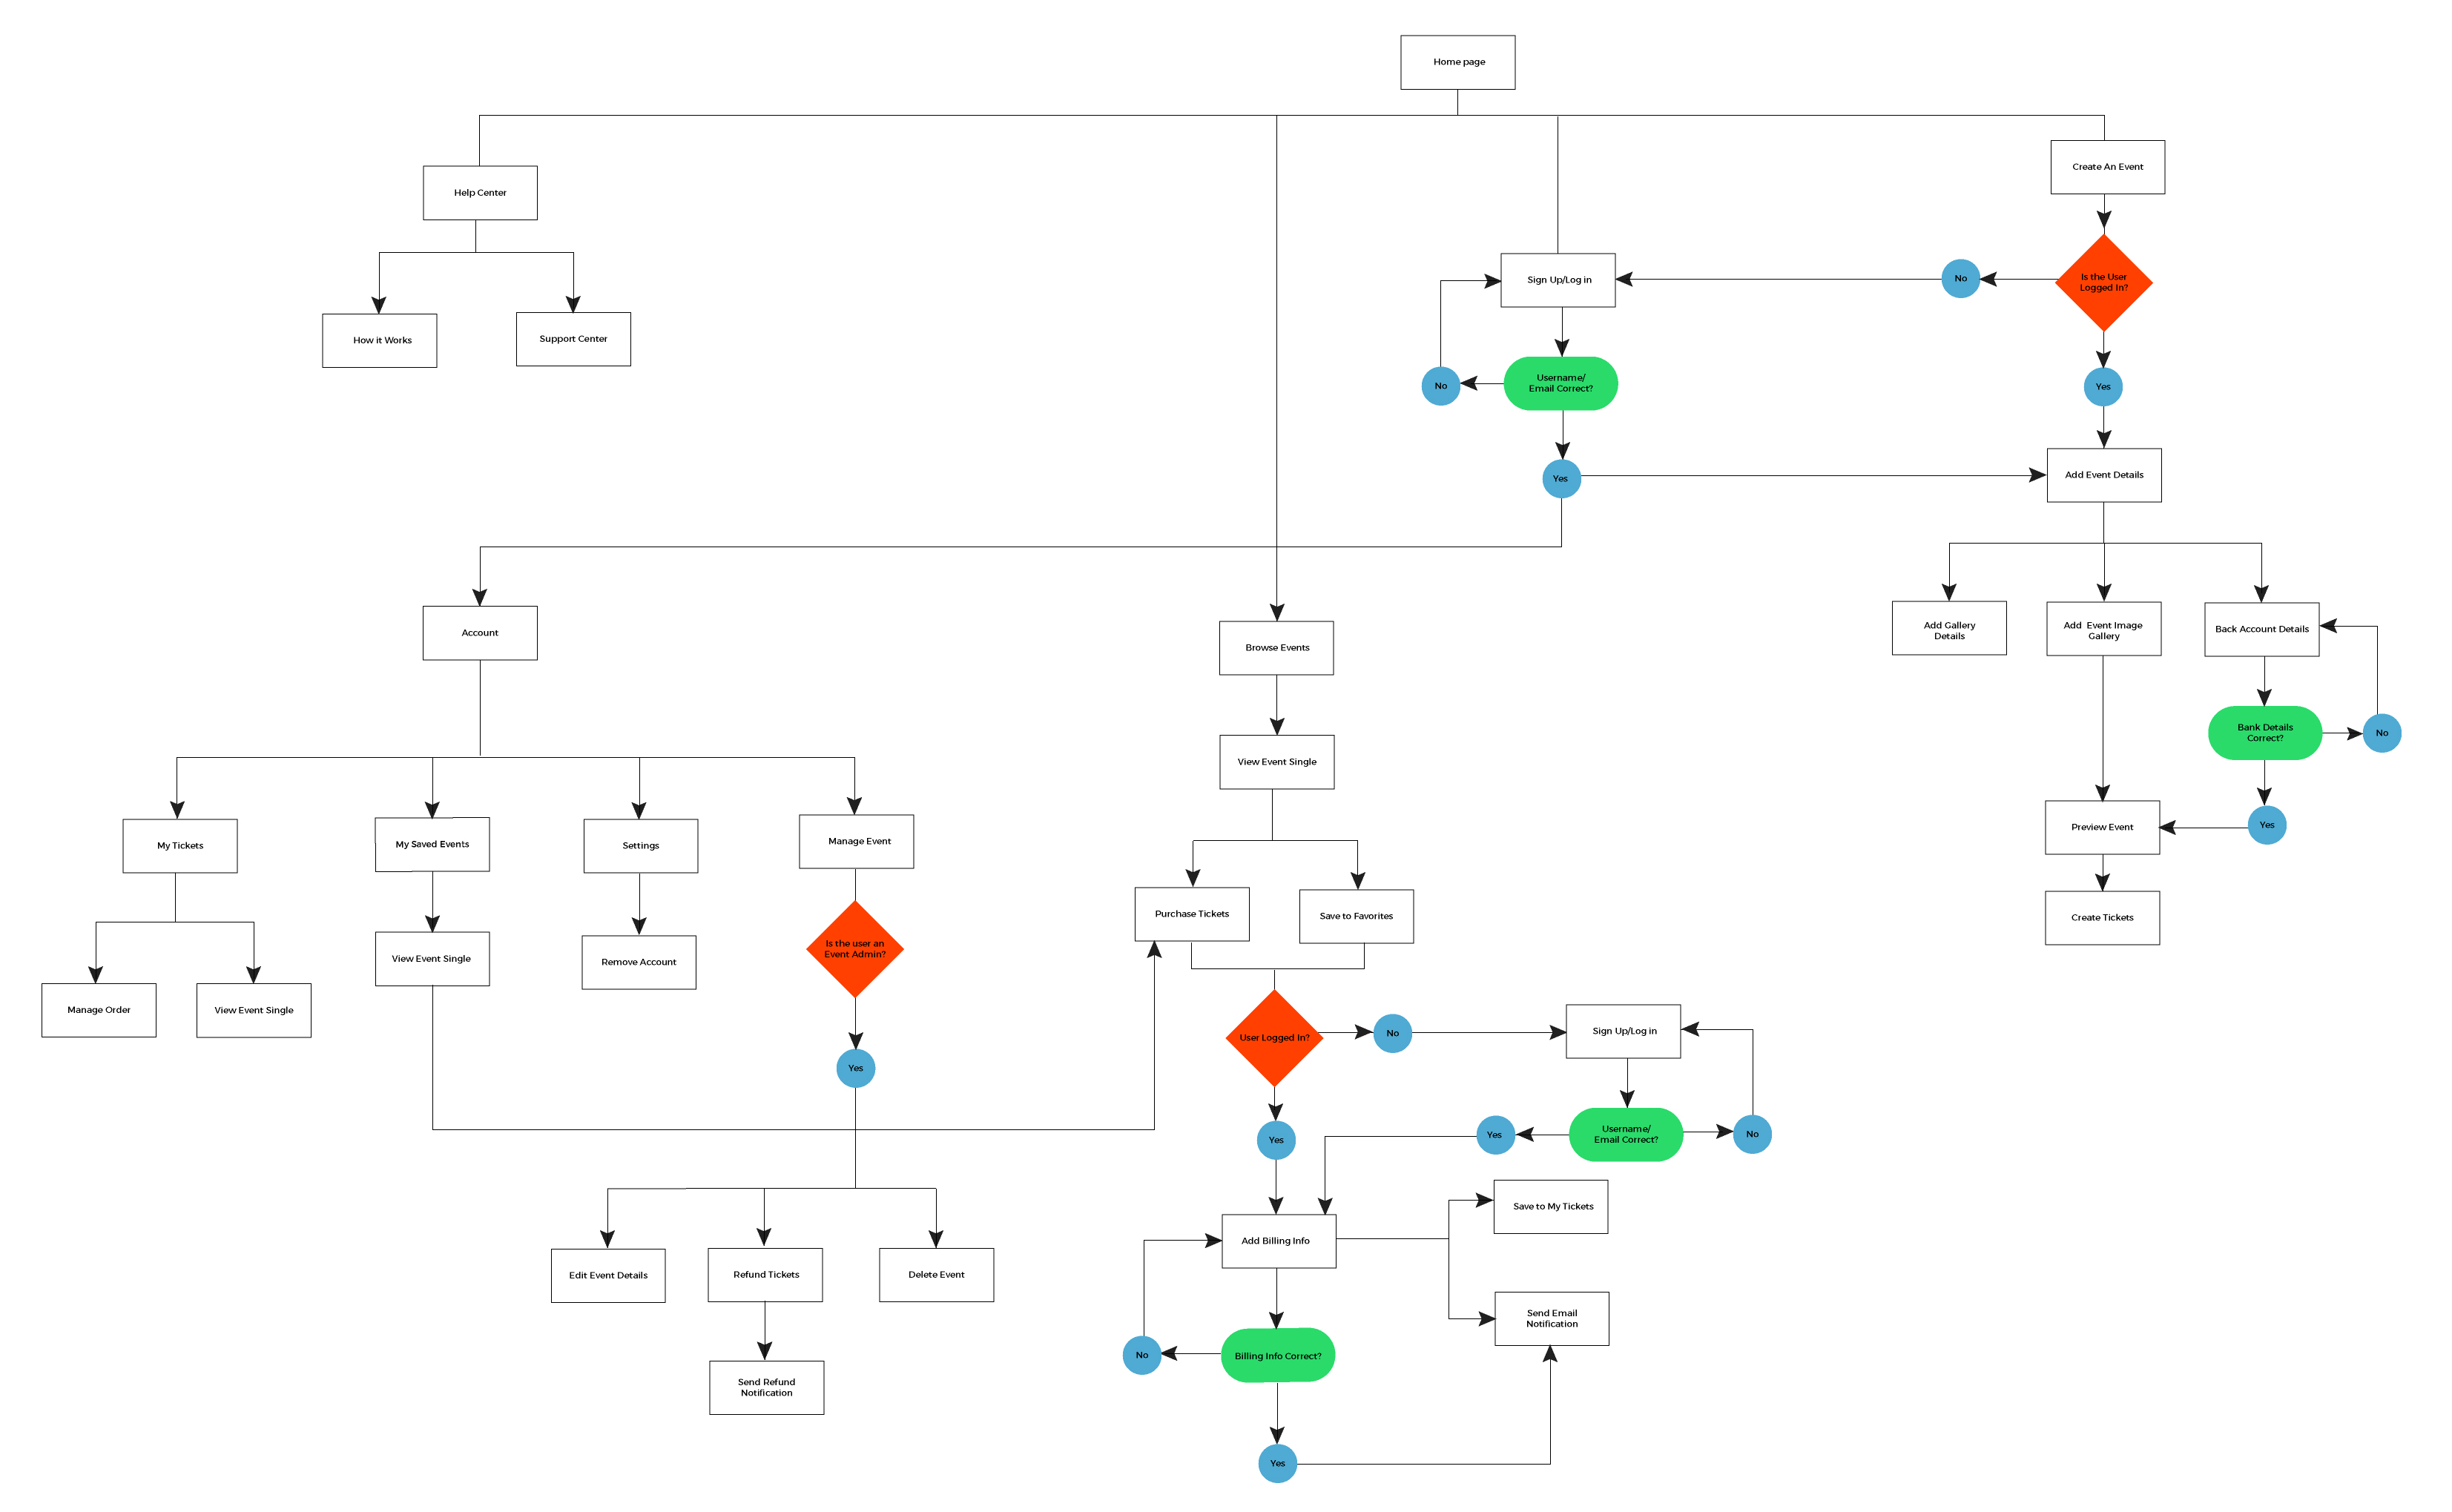 Home page
Create An Event
Help Center
Is the User
Logged In?
No
Sign Up/Log in
How it Works
Support Center
Username/
Email Correct?
No
Yes
Yes
Add Event Details
Account
Browse Events
Add Gallery
Details
Add  Event Image
Gallery
Back Account Details
Bank Details
Correct?
No
View Event Single
Preview Event
Yes
My Tickets
My Saved Events
Settings
Manage Event
Purchase Tickets
Save to Favorites
Create Tickets
View Event Single
Remove Account
Is the user an
Event Admin?
Manage Order
View Event Single
User Logged In?
No
Sign Up/Log in
Yes
Yes
Yes
Username/
Email Correct?
No
Save to My Tickets
Add Billing Info
Edit Event Details
Refund Tickets
Delete Event
Send Email
Notification
No
Billing Info Correct?
Send Refund
Notification
Yes